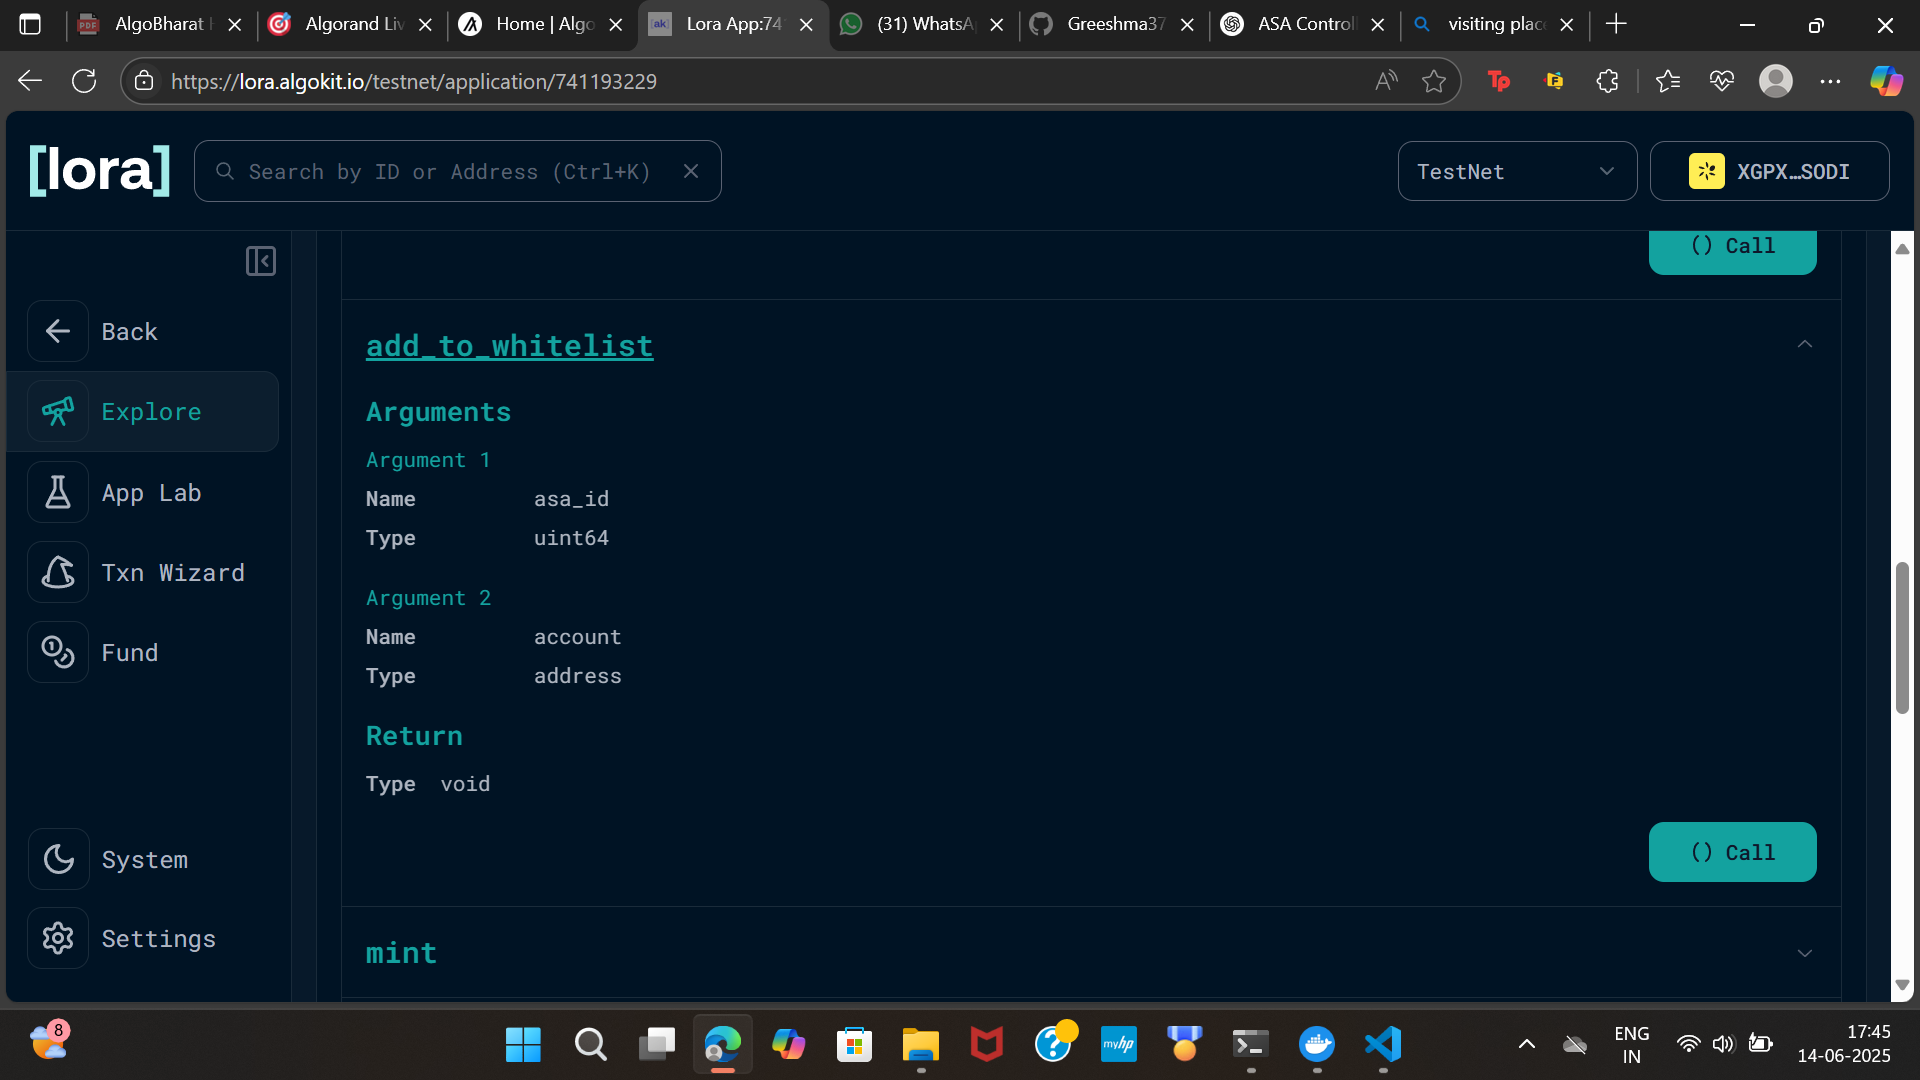 AlgoBharat
Algorand Liv
Home | Algo
Lora App:74
(31) WhatsA
Greeshma37
ASA Control
visiting plac
https://lora.algokit.io/testnet/application/741193229
[lora]
Search by ID or Address (Ctrl+K)
TestNet
XGPX…SODI
() Call
Back
Explore
App Lab
Txn Wizard
Fund
System
Settings
add_to_whitelist
Arguments
Argument 1
Name asa_id
Type uint64
Argument 2
Name account
Type address
Return
Type void
() Call
mint
8
myhp
ENG
IN
17:45
14-06-2025